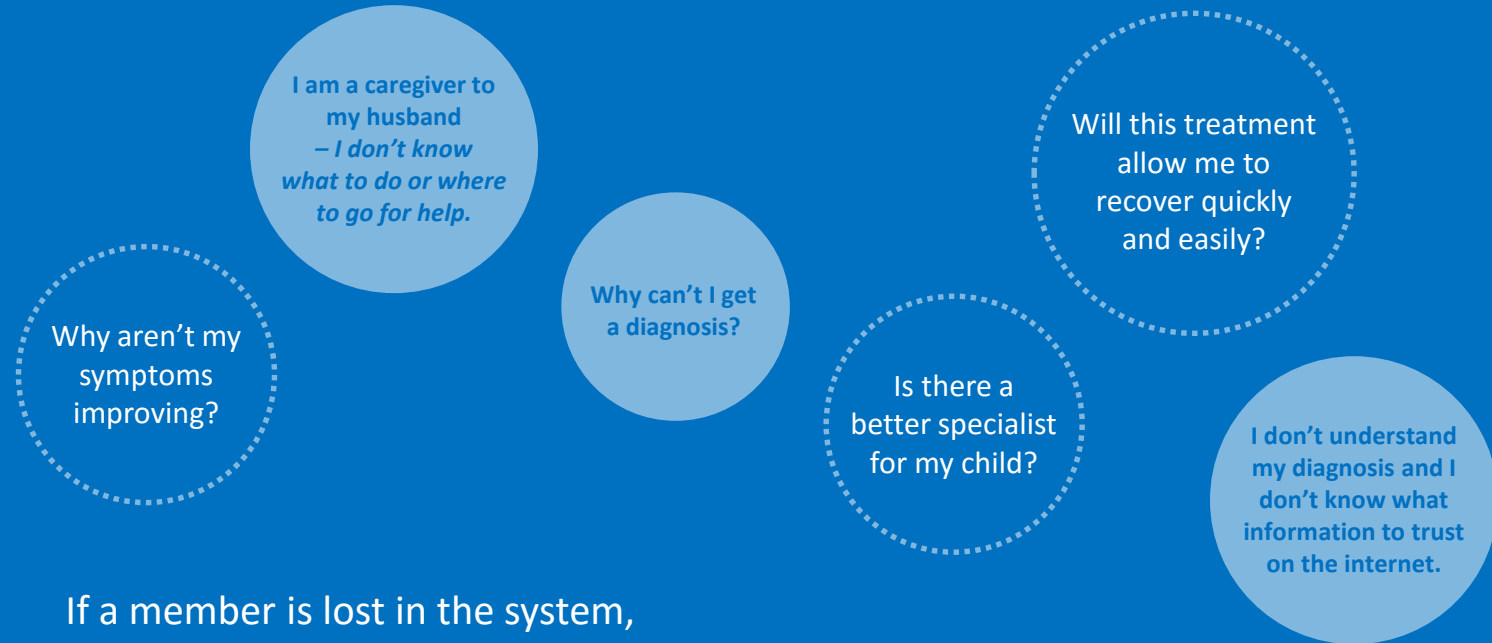 I am a caregiver to
my husband
– I don’t know
what to do or where
to go for help.
Will this treatment
allow me to
recover quickly
and easily?
Why can’t I get
a diagnosis?
Why aren’t my
symptoms
improving?
Is there a
better specialist
for my child?
I don’t understand
my diagnosis and I
don’t know what
information to trust
on the internet.
If a member is lost in the system,